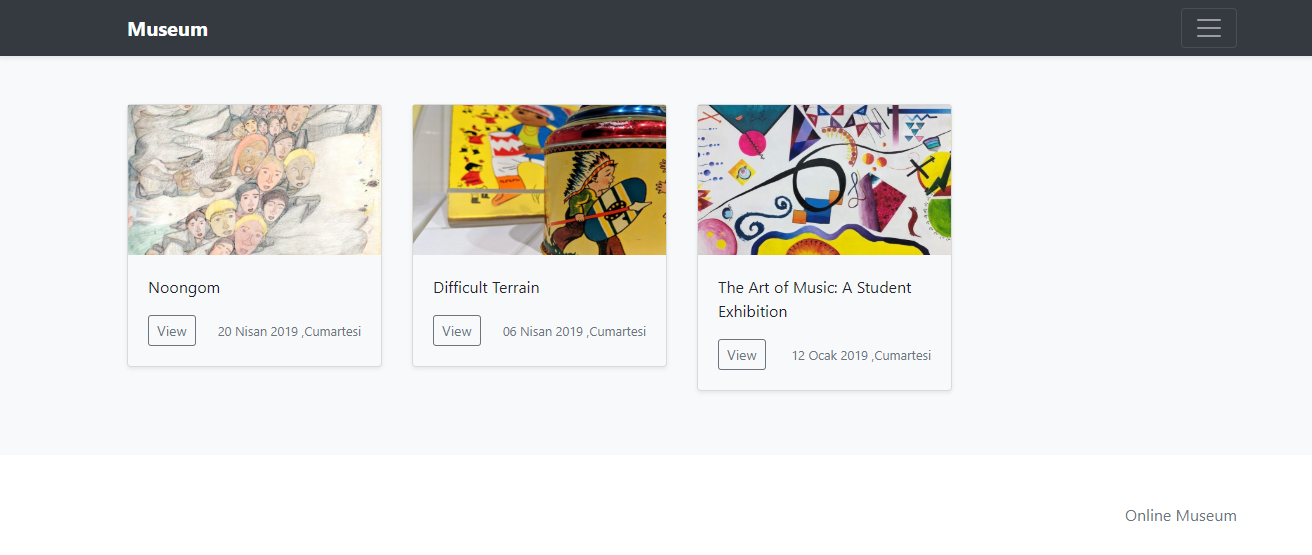 Museum
Noongom
View
20 Nisan 2019 ,Cumartesi
Difficult Terrain
View
06 Nisan 2019 ,Cumartesi
The Art of Music: A Student
Exhibition
View
12 Ocak 2019 ,Cumartesi
Online Museum